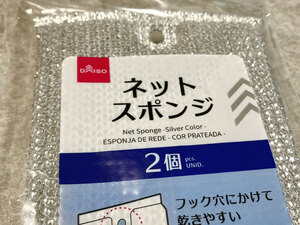 DAISO
ネット
スポンジ
Net Sponge -Silver Color-
ESPONJA DE REDE - COR PRATEADA -
2個 pcs. UNID.
フック穴にかけて
乾きやすい